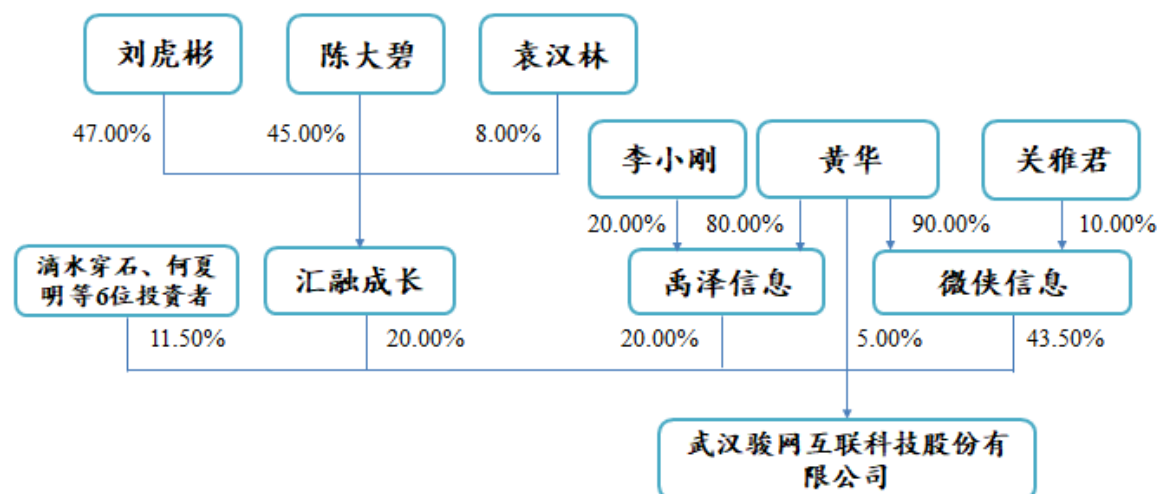 刘虎彬
陈大碧
袁汉林
47.00%
45.00%
8.00%
李小刚
黄华
关雅君
20.00%
80.00%
90.00%
10.00%
滴水穿石、何夏
明等6位投资者
汇融成长
禹泽信息
微侠信息
11.50%
20.00%
20.00%
5.00%
43.50%
武汉骏网互联科技股份有
限公司